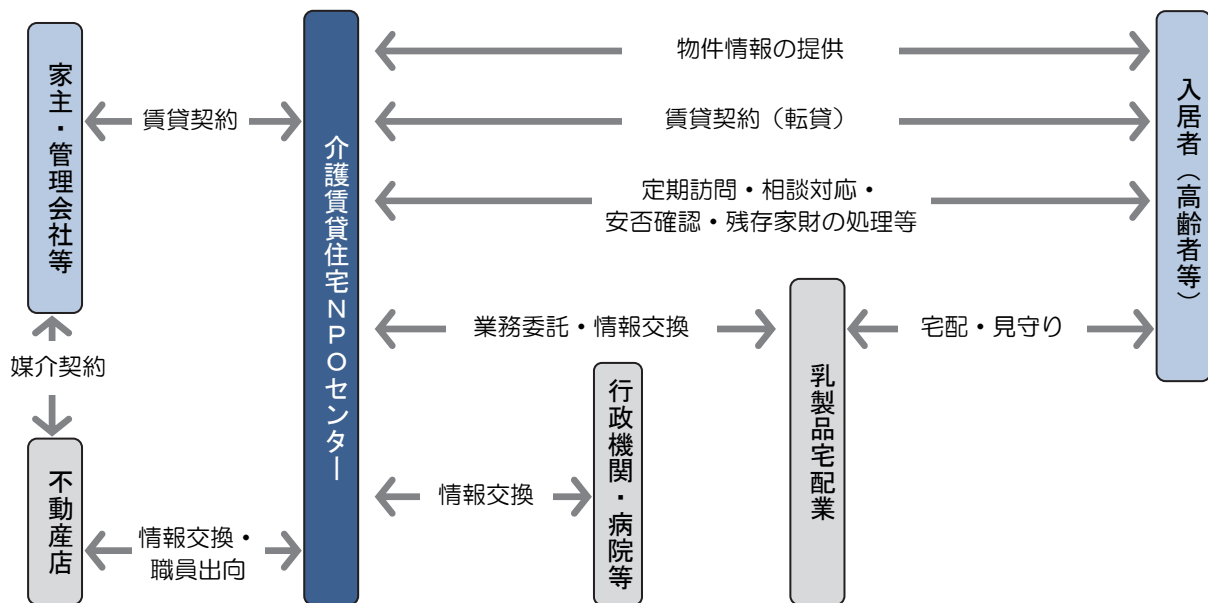 家主・管理会社等
賃貸契約
介護賃貸住宅NPOセンター
物件情報の提供
賃貸契約（転貸）
定期訪問・相談対応・
安否確認・残存家財の処理等
入居者（高齢者等）
業務委託・情報交換
乳製品宅配業
宅配・見守り
媒介契約
行政機関・病院等
情報交換
不動産店
情報交換・
職員出向